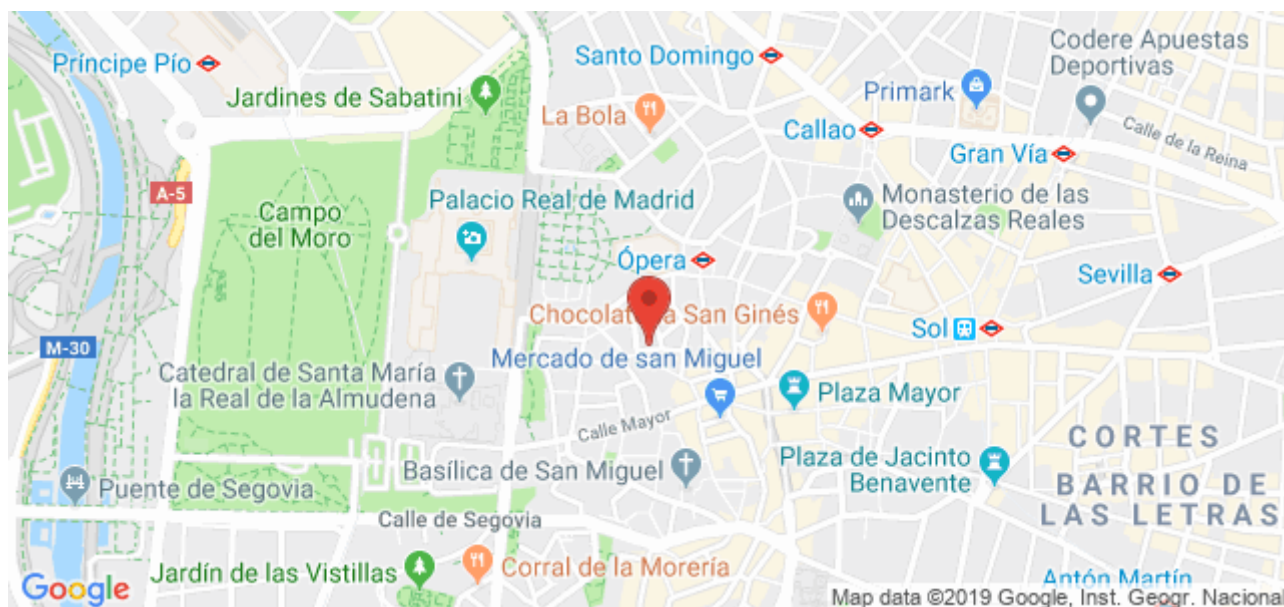 Príncipe Pío
Jardines de Sabatini
Santo Domingo
La Bola
Codere Apuestas
Deportivas
Primark
Callao
Gran Vía
Calle de la Reina
A-5
Campo
del Moro
Palacio Real de Madrid
Monasterio de las
Descalzas Reales
Ópera
Sevilla
Chocolat a San Ginés
Sol
M-30
Mercado de san Miguel
Catedral de Santa María
la Real de la Almudena
Plaza Mayor
Calle Mayor
Basílica de San Miguel
Plaza de Jacinto
Benavente
CORTES
BARRIO DE
LAS LETRAS
Puente de Segovia
Calle de Segovia
Jardín de las Vistillas
Corral de la Morería
Antón Martín
Google
Map data ©2019 Google, Inst. Geogr. Naciona